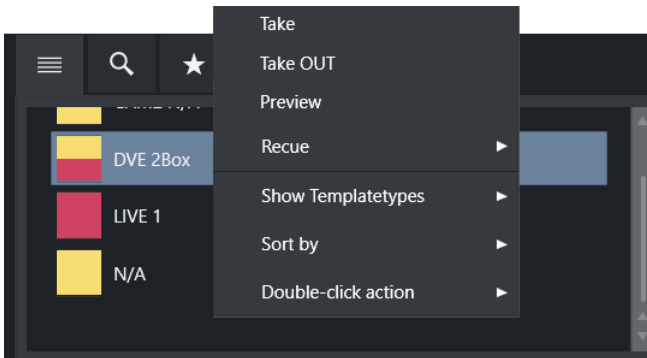 Take
Take OUT
Preview
Recue
DVE 2Box
Show Templatetypes
LIVE 1
Sort by
N/A
Double-click action